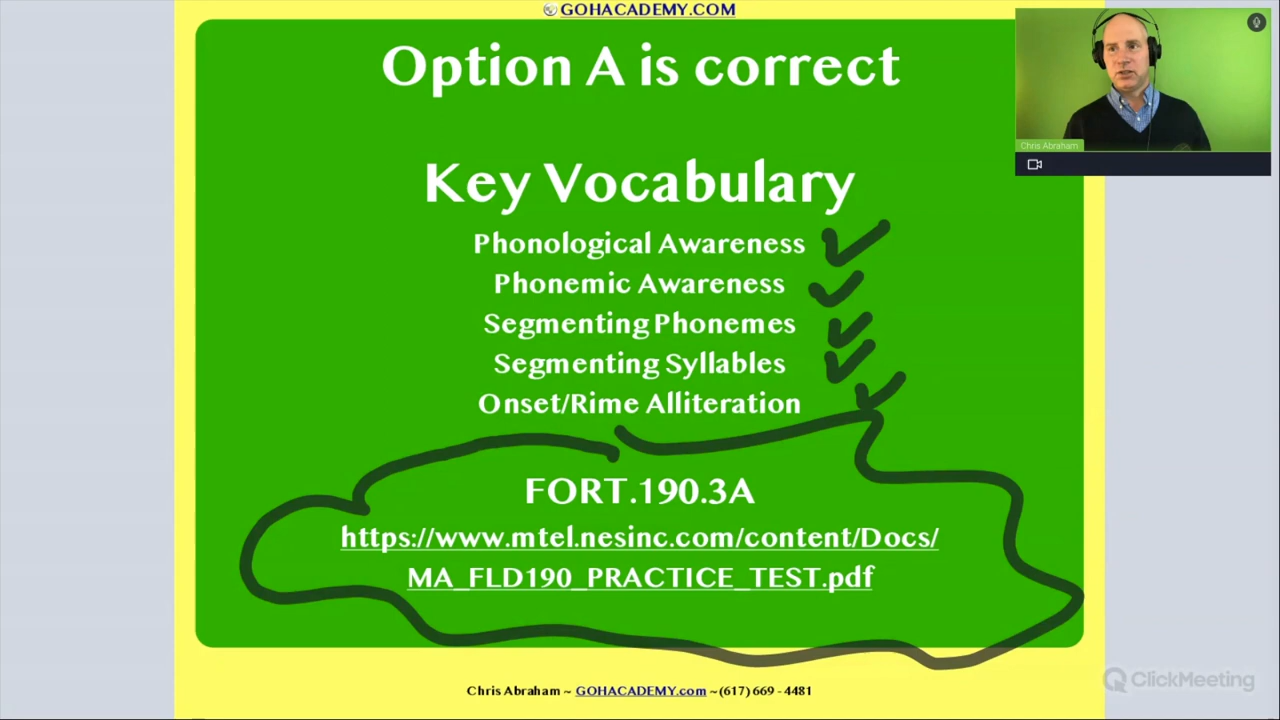 GOHACADEMY.COM
Option A is correct
Key Vocabulary
Phonological Awareness
Phonemic Awareness
Segmenting Phonemes
Segmenting Syllables
Onset/Rime Alliteration
FORT.190.3A
https://www.mtel.nesinc.com/content/Docs/
MA_FLD190_PRACTICE_TEST.pdf
Chris Abraham ~ GOHACADEMY.com ~(617) 669 - 4481
Chris Abraham
ClickMeeting